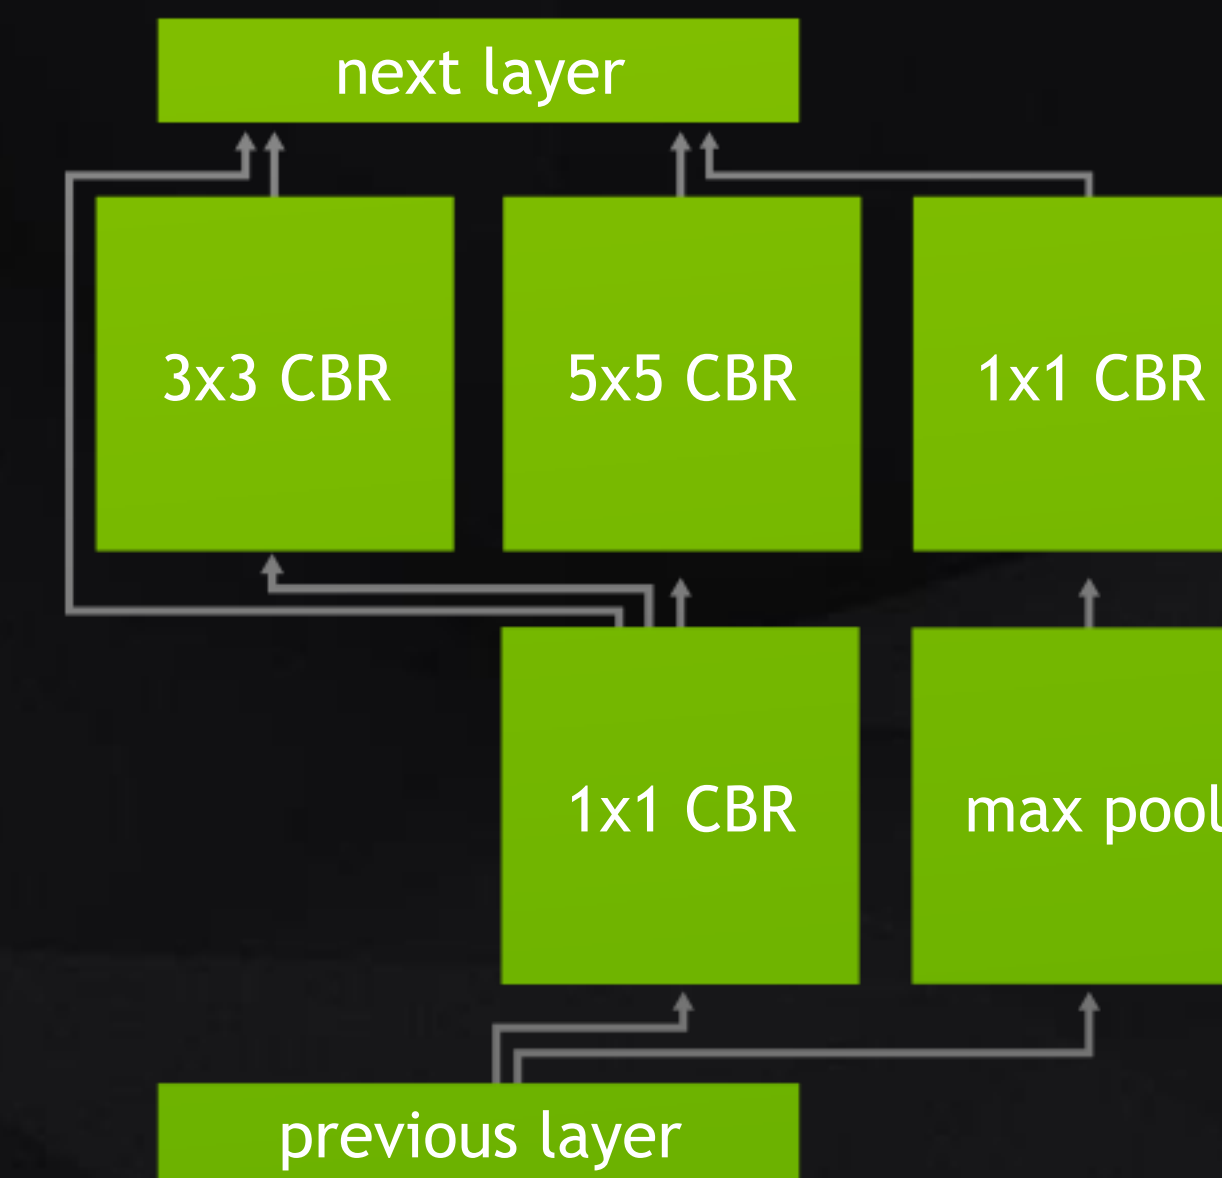 next layer
3x3 CBR
5x5 CBR
1x1 CBR
1x1 CBR
max pool
previous layer